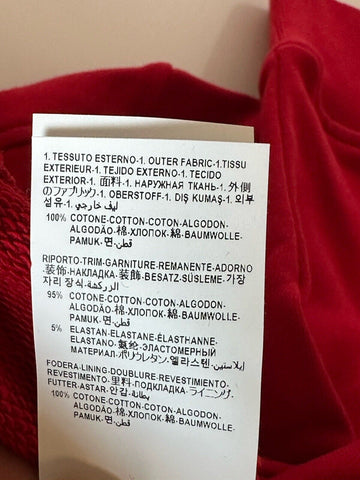 1. TESSUTO ESTERNO-1. OUTER FABRIC-1.TISSU
EXTERIEUR-1. TEJIDO EXTERNO-1. TECIDO
EXTERIOR-1. 面料-1. НАРУЖНАЯ ТКАНЬ-1. 外側
のファブリック-1. OBERSTOFF-1. DIŞ KUMAŞ-1. 외부
섬유-1. ليف خارجي
100% COTONE-COTTON-COTON-ALGODON-
ALGODÃO-棉-ХЛОПОК-綿-BAUMWOLLE-
PAMUK-면-قطن
RIPORTO-TRIM-GARNITURE-REMANENTE-ADORNO
-装饰-НАКЛАДКА-装飾-BESATZ-SÜSLEME-가장
자리 장식-الزركشة
95% COTONE-COTTON-COTON-ALGODON-
ALGODÃO-棉-ХЛОПОК-綿-BAUMWOLLE-
PAMUK-면-قطن
5% ELASTAN-ELASTANE-ÉLASTHANNE-
ELASTANO-氨纶-ЭЛАСТОМЕРНЫЙ
МАТЕРИАЛ-ポリウレタン-엘라스텐-إيلاستين
FODERA-LINING-DOUBLURE-REVESTIMIENTO-
REVESTIMENTO-里料-ПОДКЛАДКА-ライニング-
FUTTER-ASTAR-안감-بطانة
100% COTONE-COTTON-COTON-ALGODON-
ALGODÃO-棉-ХЛОПОК-綿-BAUMWOLLE-
PAMUK-면-قطن